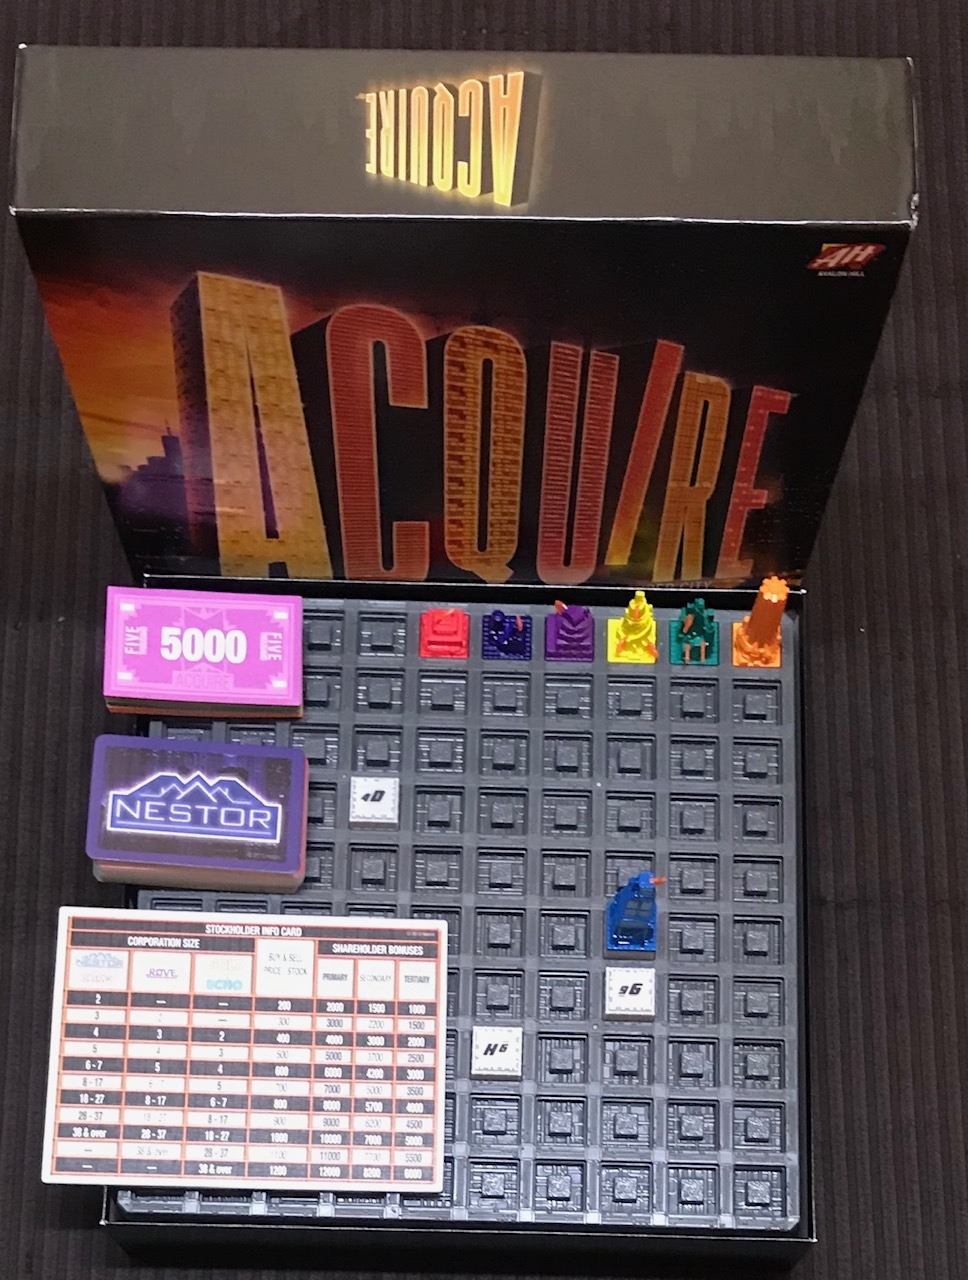 ACQUIRE
AH
AVALON HILL
ACQUIRE
FIVE 5000 FIVE
ACQUIRE
4D
NESTOR
STOCKHOLDER INFO CARD
CORPORATION SIZE
BUY & SELL PRICE STOCK
SHAREHOLDER BONUSES
ROVE
ECHO
PRIMARY SECONDARY TERTIARY
2 — — 200 2000 1500 1000
3 300 3000 2200 1500
4 3 2 400 4000 3000 2000
5 4 3 500 5000 3700 2500
6 - 7 5 4 600 6000 4200 3000
8 - 17 6 - 7 5 700 7000 5000 3500
18 - 27 8 - 17 6 - 7 800 8000 5700 4000
28 - 37 18 - 27 8 - 17 900 9000 6200 4500
38 & over 28 - 37 18 - 27 1000 10000 7000 5000
— 38 & over 28 - 37 1100 11000 7700 5500
— — 38 & over 1200 12000 8200 6000
9G
H6